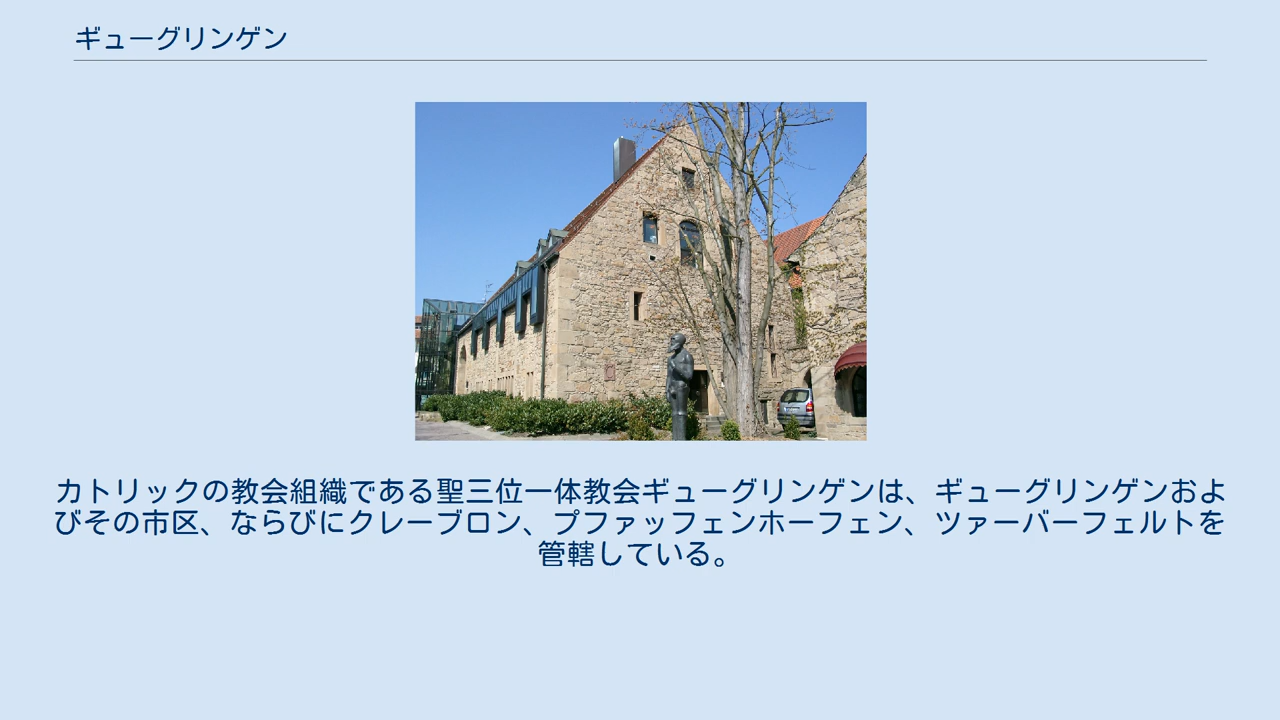 ギューグリンゲン
カトリックの教会組織である聖三位一体教会ギューグリンゲンは、ギューグリンゲンおよ
びその市区、ならびにクレーブロン、プファッフェンホーフェン、ツァーバーフェルトを
管轄している。